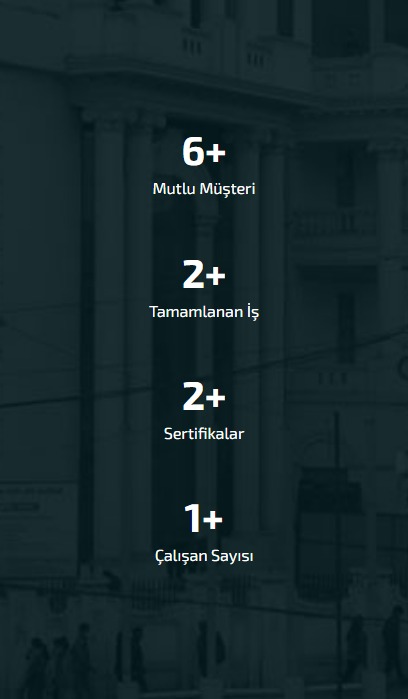 6+
Mutlu Müşteri
2+
Tamamlanan İş
2+
Sertifikalar
1+
Çalışan Sayısı